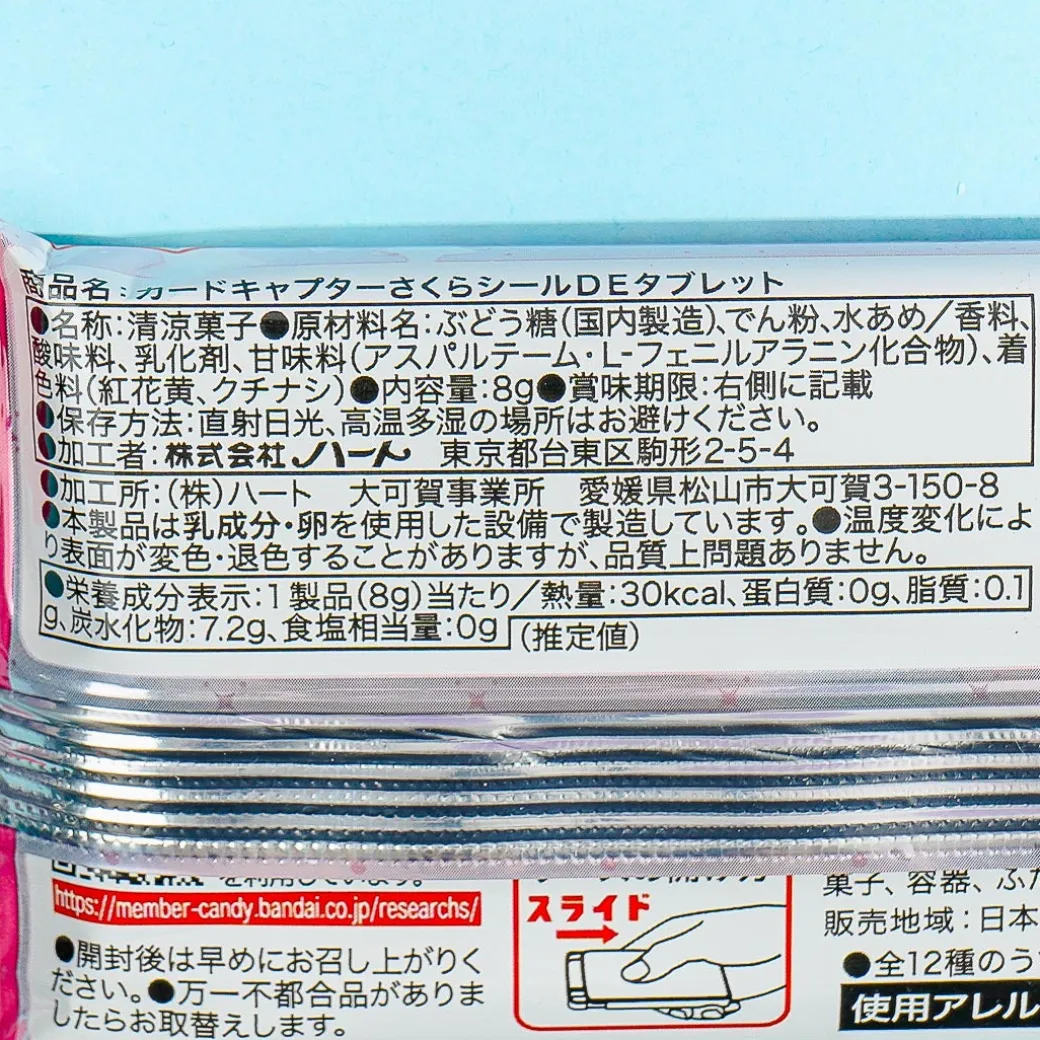 商品名：カードキャプターさくらシールDEタブレット
●名称：清涼菓子●原材料名：ぶどう糖（国内製造）、でん粉、水あめ／香料、
酸味料、乳化剤、甘味料（アスパルテーム・L-フェニルアラニン化合物）、着
色料（紅花黄、クチナシ）●内容量：8g●賞味期限：右側に記載
●保存方法：直射日光、高温多湿の場所はお避けください。
●加工者：株式会社ハート 東京都台東区駒形2-5-4
●加工所：（株）ハート 大可賀事業所 愛媛県松山市大可賀3-150-8
●本製品は乳成分・卵を使用した設備で製造しています。●温度変化によ
り表面が変色・退色することがありますが、品質上問題ありません。
●栄養成分表示：1製品（8g）当たり／熱量：30kcal、蛋白質：0g、脂質：0.1
g、炭水化物：7.2g、食塩相当量：0g（推定値）
を利用しています。
https://member-candy.bandai.co.jp/researchs/
●開封後は早めにお召し上がりく
ださい。●万一不都合品がありま
したらお取替えします。
スライド
菓子、容器、ふた
販売地域：日本
●全12種のう
使用アレル